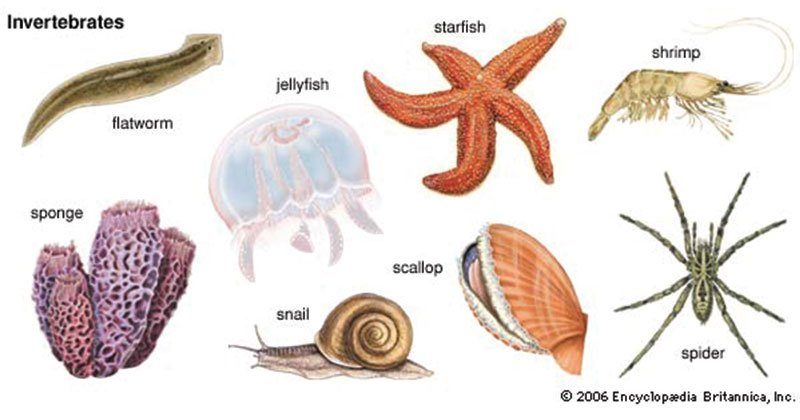 Invertebrates
flatworm
jellyfish
starfish
shrimp
sponge
snail
scallop
spider
© 2006 Encyclopædia Britannica, Inc.